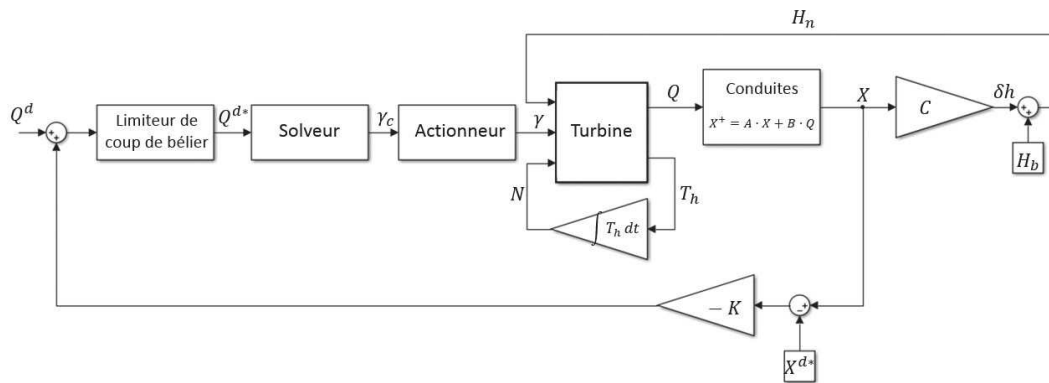 H_n
Q^d
+
+
Limiteur de
coup de bélier
Q^{d*}
Solveur
γ_c
Actionneur
γ
Turbine
Q
Conduites
X^+ = A · X + B · Q
X
C
δh
+
+
H_b
N
∫ T_h dt
T_h
− K
−
+
X^{d*}